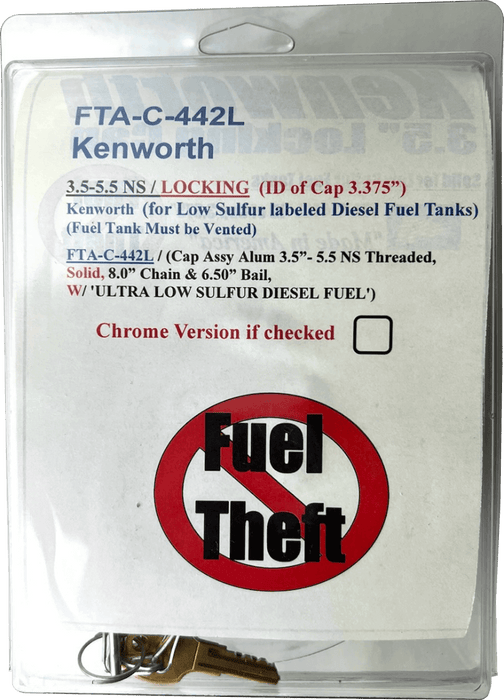 FTA-C-442L
Kenworth
3.5-5.5 NS / LOCKING (ID of Cap 3.375”)
Kenworth (for Low Sulfur labeled Diesel Fuel Tanks)
(Fuel Tank Must be Vented)
FTA-C-442L / (Cap Assy Alum 3.5”- 5.5 NS Threaded,
Solid, 8.0” Chain & 6.50” Bail,
W/ 'ULTRA LOW SULFUR DIESEL FUEL')
Chrome Version if checked
Fuel
Theft